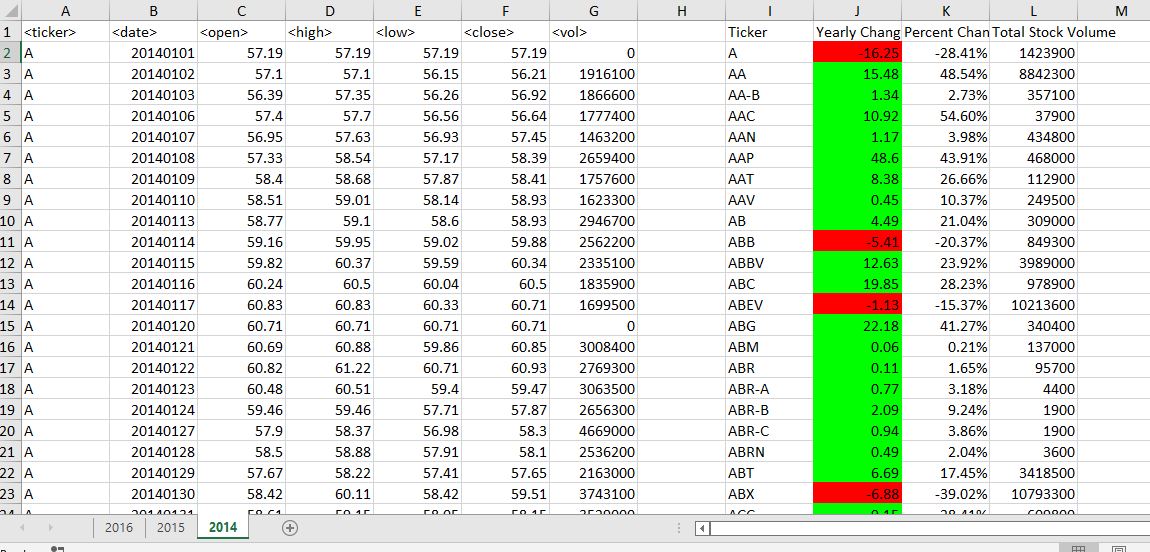 A B C D E F G H I J K L M
1 <ticker> <date> <open> <high> <low> <close> <vol> Ticker Yearly Chang Percent Chan Total Stock Volume
2 A 20140101 57.19 57.19 57.19 57.19 0 A -16.25 -28.41% 1423900
3 A 20140102 57.1 57.1 56.15 56.21 1916100 AA 15.48 48.54% 8842300
4 A 20140103 56.39 57.35 56.26 56.92 1866600 AA-B 1.34 2.73% 357100
5 A 20140106 57.4 57.7 56.56 56.64 1777400 AAC 10.92 54.60% 37900
6 A 20140107 56.95 57.63 56.93 57.45 1463200 AAN 1.17 3.98% 434800
7 A 20140108 57.33 58.54 57.17 58.39 2659400 AAP 48.6 43.91% 468000
8 A 20140109 58.4 58.68 57.87 58.41 1757600 AAT 8.38 26.66% 112900
9 A 20140110 58.51 59.01 58.14 58.93 1623300 AAV 0.45 10.37% 249500
10 A 20140113 58.77 59.1 58.6 58.93 2946700 AB 4.49 21.04% 309000
11 A 20140114 59.16 59.95 59.02 59.88 2562200 ABB -5.41 -20.37% 849300
12 A 20140115 59.82 60.37 59.59 60.34 2335100 ABBV 12.63 23.92% 3989000
13 A 20140116 60.24 60.5 60.04 60.5 1835900 ABC 19.85 28.23% 978900
14 A 20140117 60.83 60.83 60.33 60.71 1699500 ABEV -1.13 -15.37% 10213600
15 A 20140120 60.71 60.71 60.71 60.71 0 ABG 22.18 41.27% 340400
16 A 20140121 60.69 60.88 59.86 60.85 3008400 ABM 0.06 0.21% 137000
17 A 20140122 60.82 61.22 60.71 60.93 2769300 ABR 0.11 1.65% 95700
18 A 20140123 60.48 60.51 59.4 59.47 3063500 ABR-A 0.77 3.18% 4400
19 A 20140124 59.46 59.46 57.71 57.87 2656300 ABR-B 2.09 9.24% 1900
20 A 20140127 57.9 58.37 56.98 58.3 4669000 ABR-C 0.94 3.86% 1900
21 A 20140128 58.5 58.88 57.91 58.1 2536200 ABRN 0.49 2.04% 3600
22 A 20140129 57.67 58.22 57.41 57.65 2163000 ABT 6.69 17.45% 3418500
23 A 20140130 58.42 60.11 58.42 59.51 3743100 ABX -6.88 -39.02% 10793300
2016 2015 2014